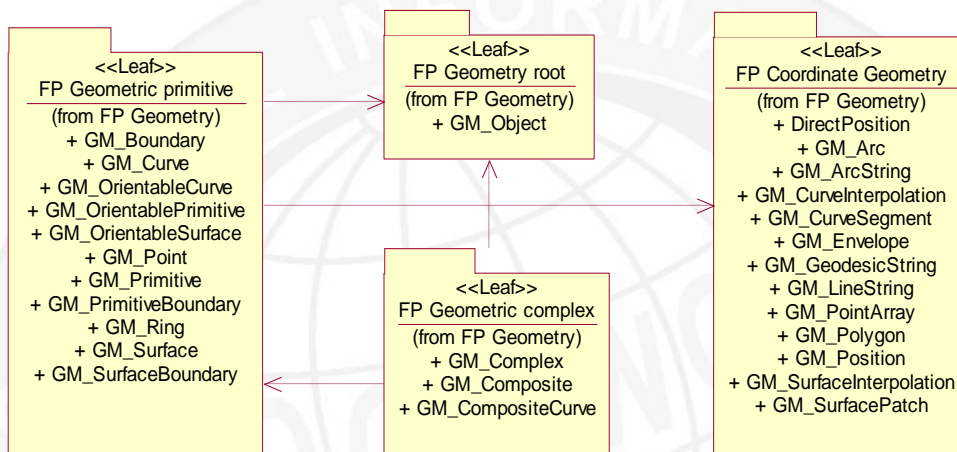 <<Leaf>>
FP Geometric primitive
(from FP Geometry)
+ GM_Boundary
+ GM_Curve
+ GM_OrientableCurve
+ GM_OrientablePrimitive
+ GM_OrientableSurface
+ GM_Point
+ GM_Primitive
+ GM_PrimitiveBoundary
+ GM_Ring
+ GM_Surface
+ GM_SurfaceBoundary
<<Leaf>>
FP Geometry root
(from FP Geometry)
+ GM_Object
<<Leaf>>
FP Geometric complex
(from FP Geometry)
+ GM_Complex
+ GM_Composite
+ GM_CompositeCurve
<<Leaf>>
FP Coordinate Geometry
(from FP Geometry)
+ DirectPosition
+ GM_Arc
+ GM_ArcString
+ GM_CurveInterpolation
+ GM_CurveSegment
+ GM_Envelope
+ GM_GeodesicString
+ GM_LineString
+ GM_PointArray
+ GM_Polygon
+ GM_Position
+ GM_SurfaceInterpolation
+ GM_SurfacePatch